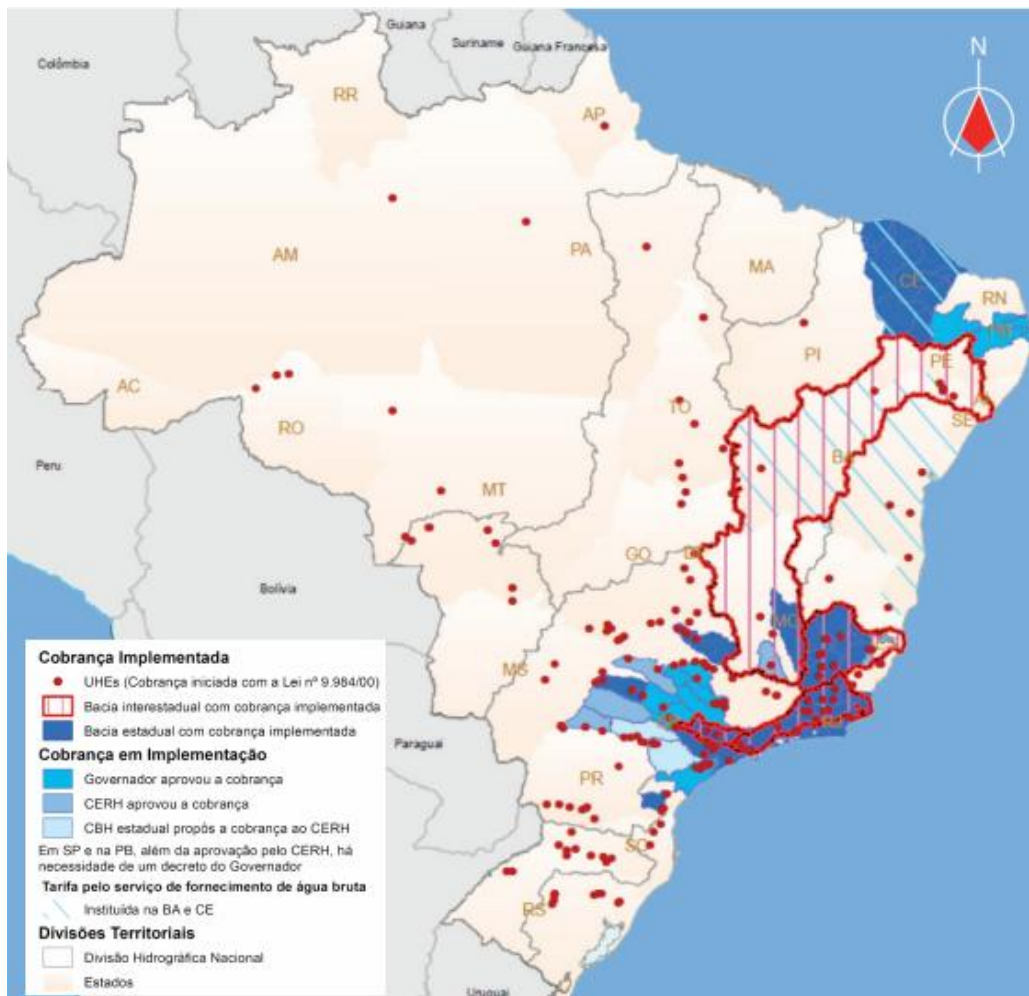 Guiana
Suriname
Guiana Francesa
Colômbia
N
RR
AP
AM
PA
MA
CE
RN
PB
PI
PE
AC
TO
SE
RO
BA
Peru
MT
GO
DF
Bolívia
MG
MS
Paraguai
PR
SC
RS
Uruguai
Cobrança Implementada
UHEs (Cobrança iniciada com a Lei nº 9.984/00)
Bacia interestadual com cobrança implementada
Bacia estadual com cobrança implementada
Cobrança em Implementação
Governador aprovou a cobrança
CERH aprovou a cobrança
CBH estadual propôs a cobrança ao CERH
Em SP e na PB, além da aprovação pelo CERH, há
necessidade de um decreto do Governador
Tarifa pelo serviço de fornecimento de água bruta
Instituída na BA e CE
Divisões Territoriais
Divisão Hidrográfica Nacional
Estados